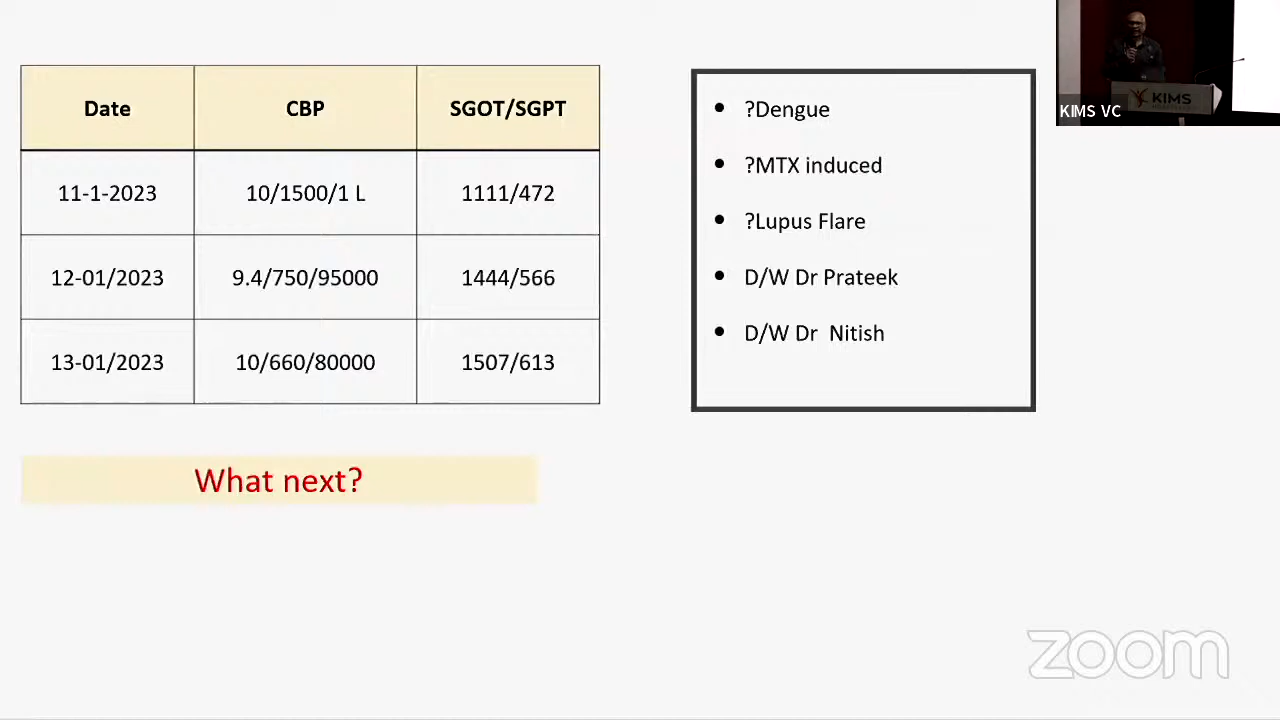 Date CBP SGOT/SGPT
11-1-2023 10/1500/1 L 1111/472
12-01/2023 9.4/750/95000 1444/566
13-01/2023 10/660/80000 1507/613
?Dengue
?MTX induced
?Lupus Flare
D/W Dr Prateek
D/W Dr Nitish
What next?
KIMS
KIMS VC
zoom